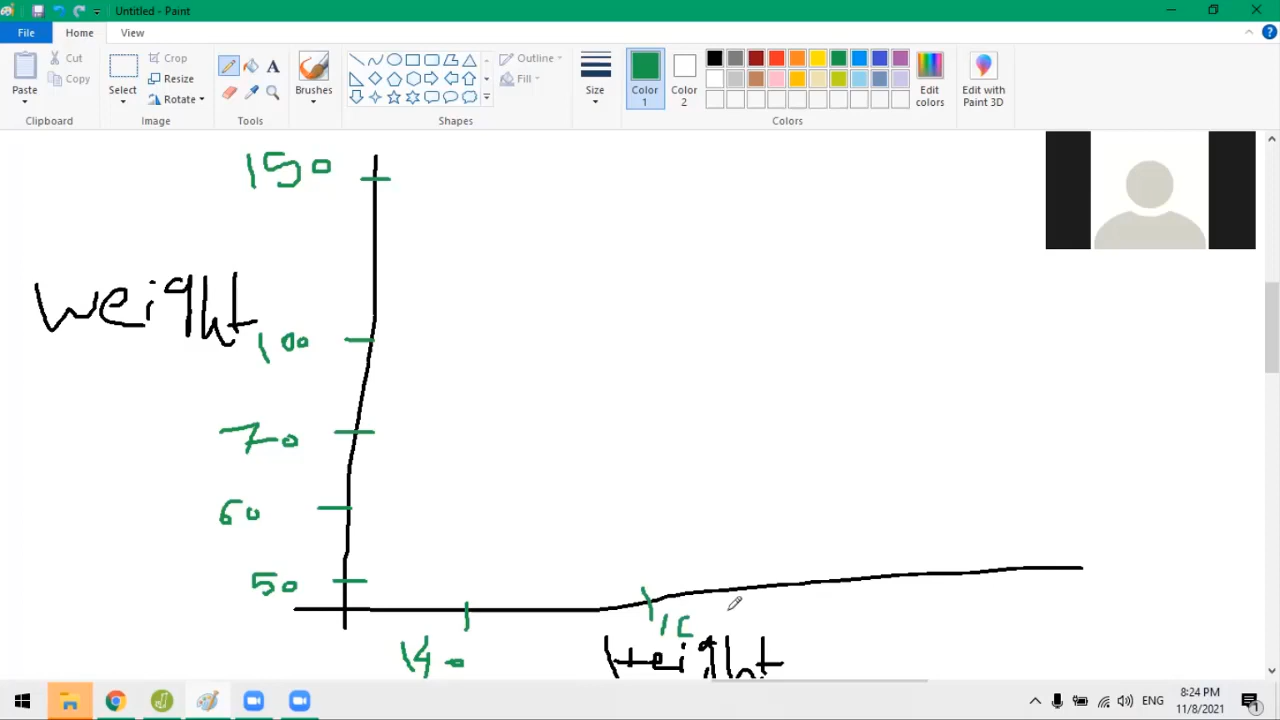 Untitled - Paint
File Home View
Paste Cut Copy Clipboard
Select Crop Resize Rotate Image
Tools
Brushes
Outline Fill Shapes
Size
Color 1 Color 2 Edit colors Colors
Edit with Paint 3D
150
weight
100
70
60
50
140
Height
ENG
8:24 PM
11/8/2021
1